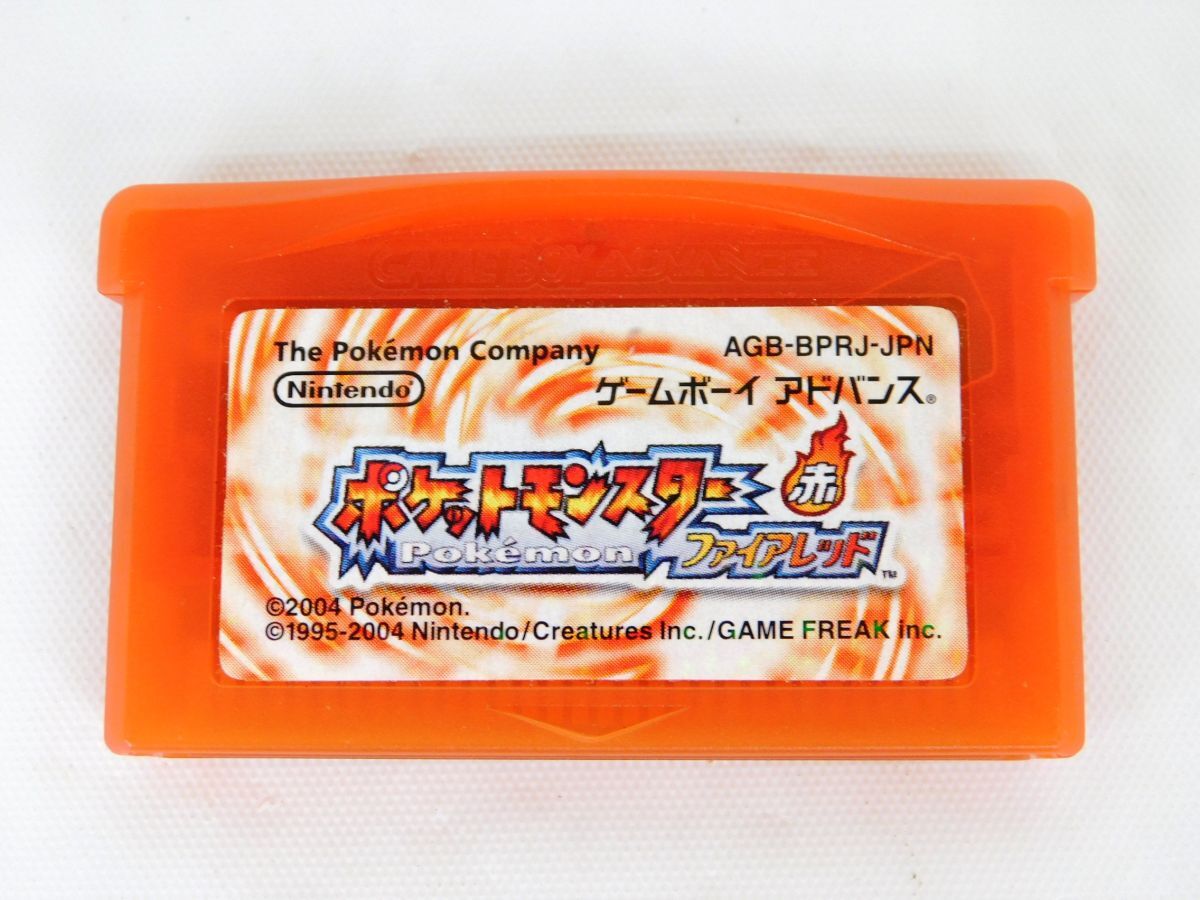 GAME BOY ADVANCE
The Pokémon Company
AGB-BPRJ-JPN
Nintendo®
ゲームボーイ アドバンス®
ポケットモンスター
赤
Pokémon
ファイアレッド™
©2004 Pokémon.
©1995-2004 Nintendo/Creatures Inc./GAME FREAK inc.